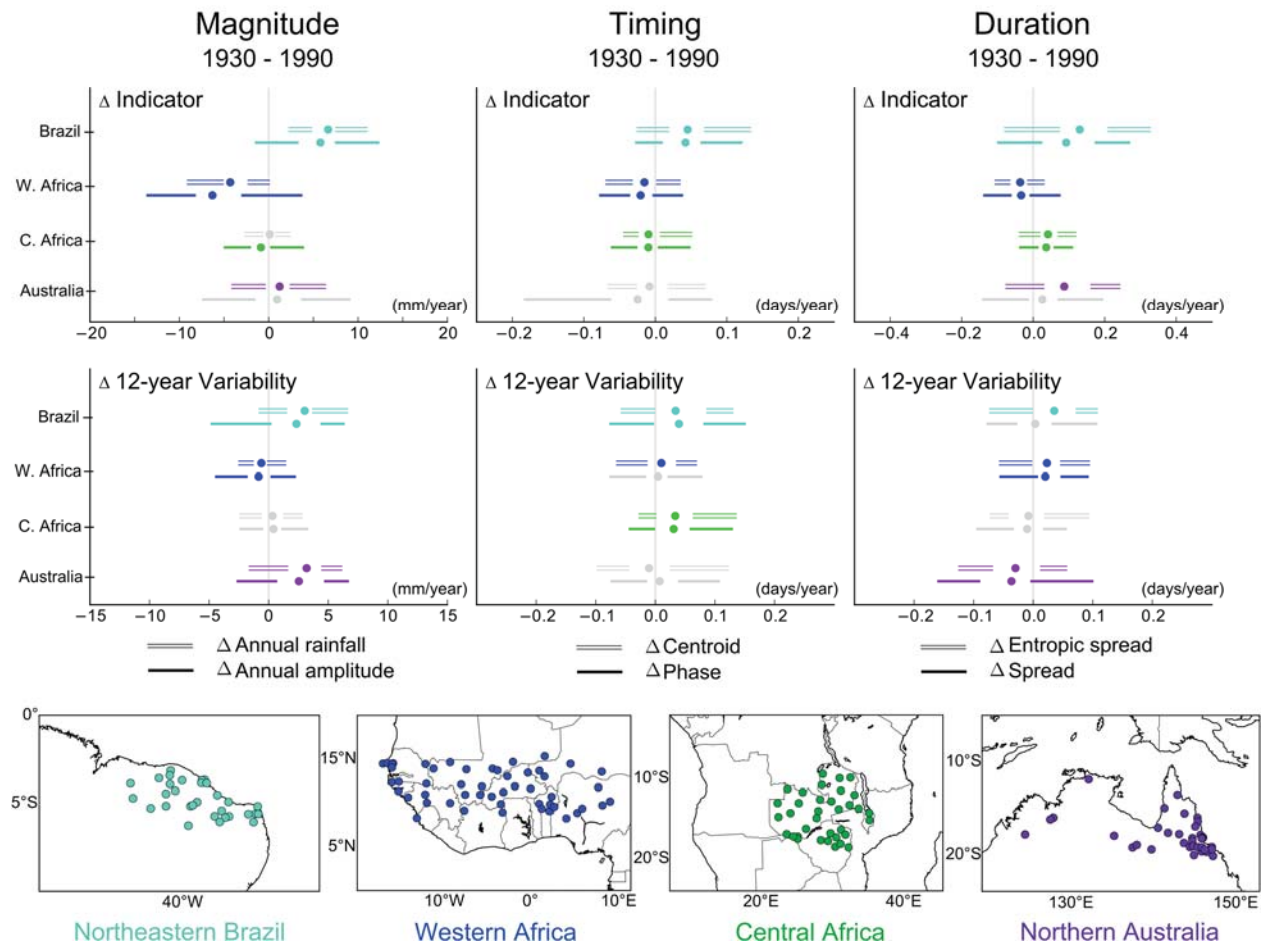 Magnitude
1930 - 1990
Timing
1930 - 1990
Duration
1930 - 1990
Δ Indicator
Δ Indicator
Δ Indicator
Brazil
W. Africa
C. Africa
Australia
(mm/year)
(days/year)
(days/year)
−20 −10 0 10 20
−0.2 −0.1 0.0 0.1 0.2
−0.4 −0.2 0.0 0.2 0.4
Δ 12-year Variability
Δ 12-year Variability
Δ 12-year Variability
Brazil
W. Africa
C. Africa
Australia
(mm/year)
(days/year)
(days/year)
−15 −10 −5 0 5 10 15
−0.2 −0.1 0.0 0.1 0.2
−0.2 −0.1 0.0 0.1 0.2
Δ Annual rainfall
Δ Annual amplitude
Δ Centroid
Δ Phase
Δ Entropic spread
Δ Spread
0°
5°S
40°W
15°N
5°N
10°W 0° 10°E
10°S
20°S
20°E 40°E
10°S
20°S
130°E 150°E
Northeastern Brazil
Western Africa
Central Africa
Northern Australia